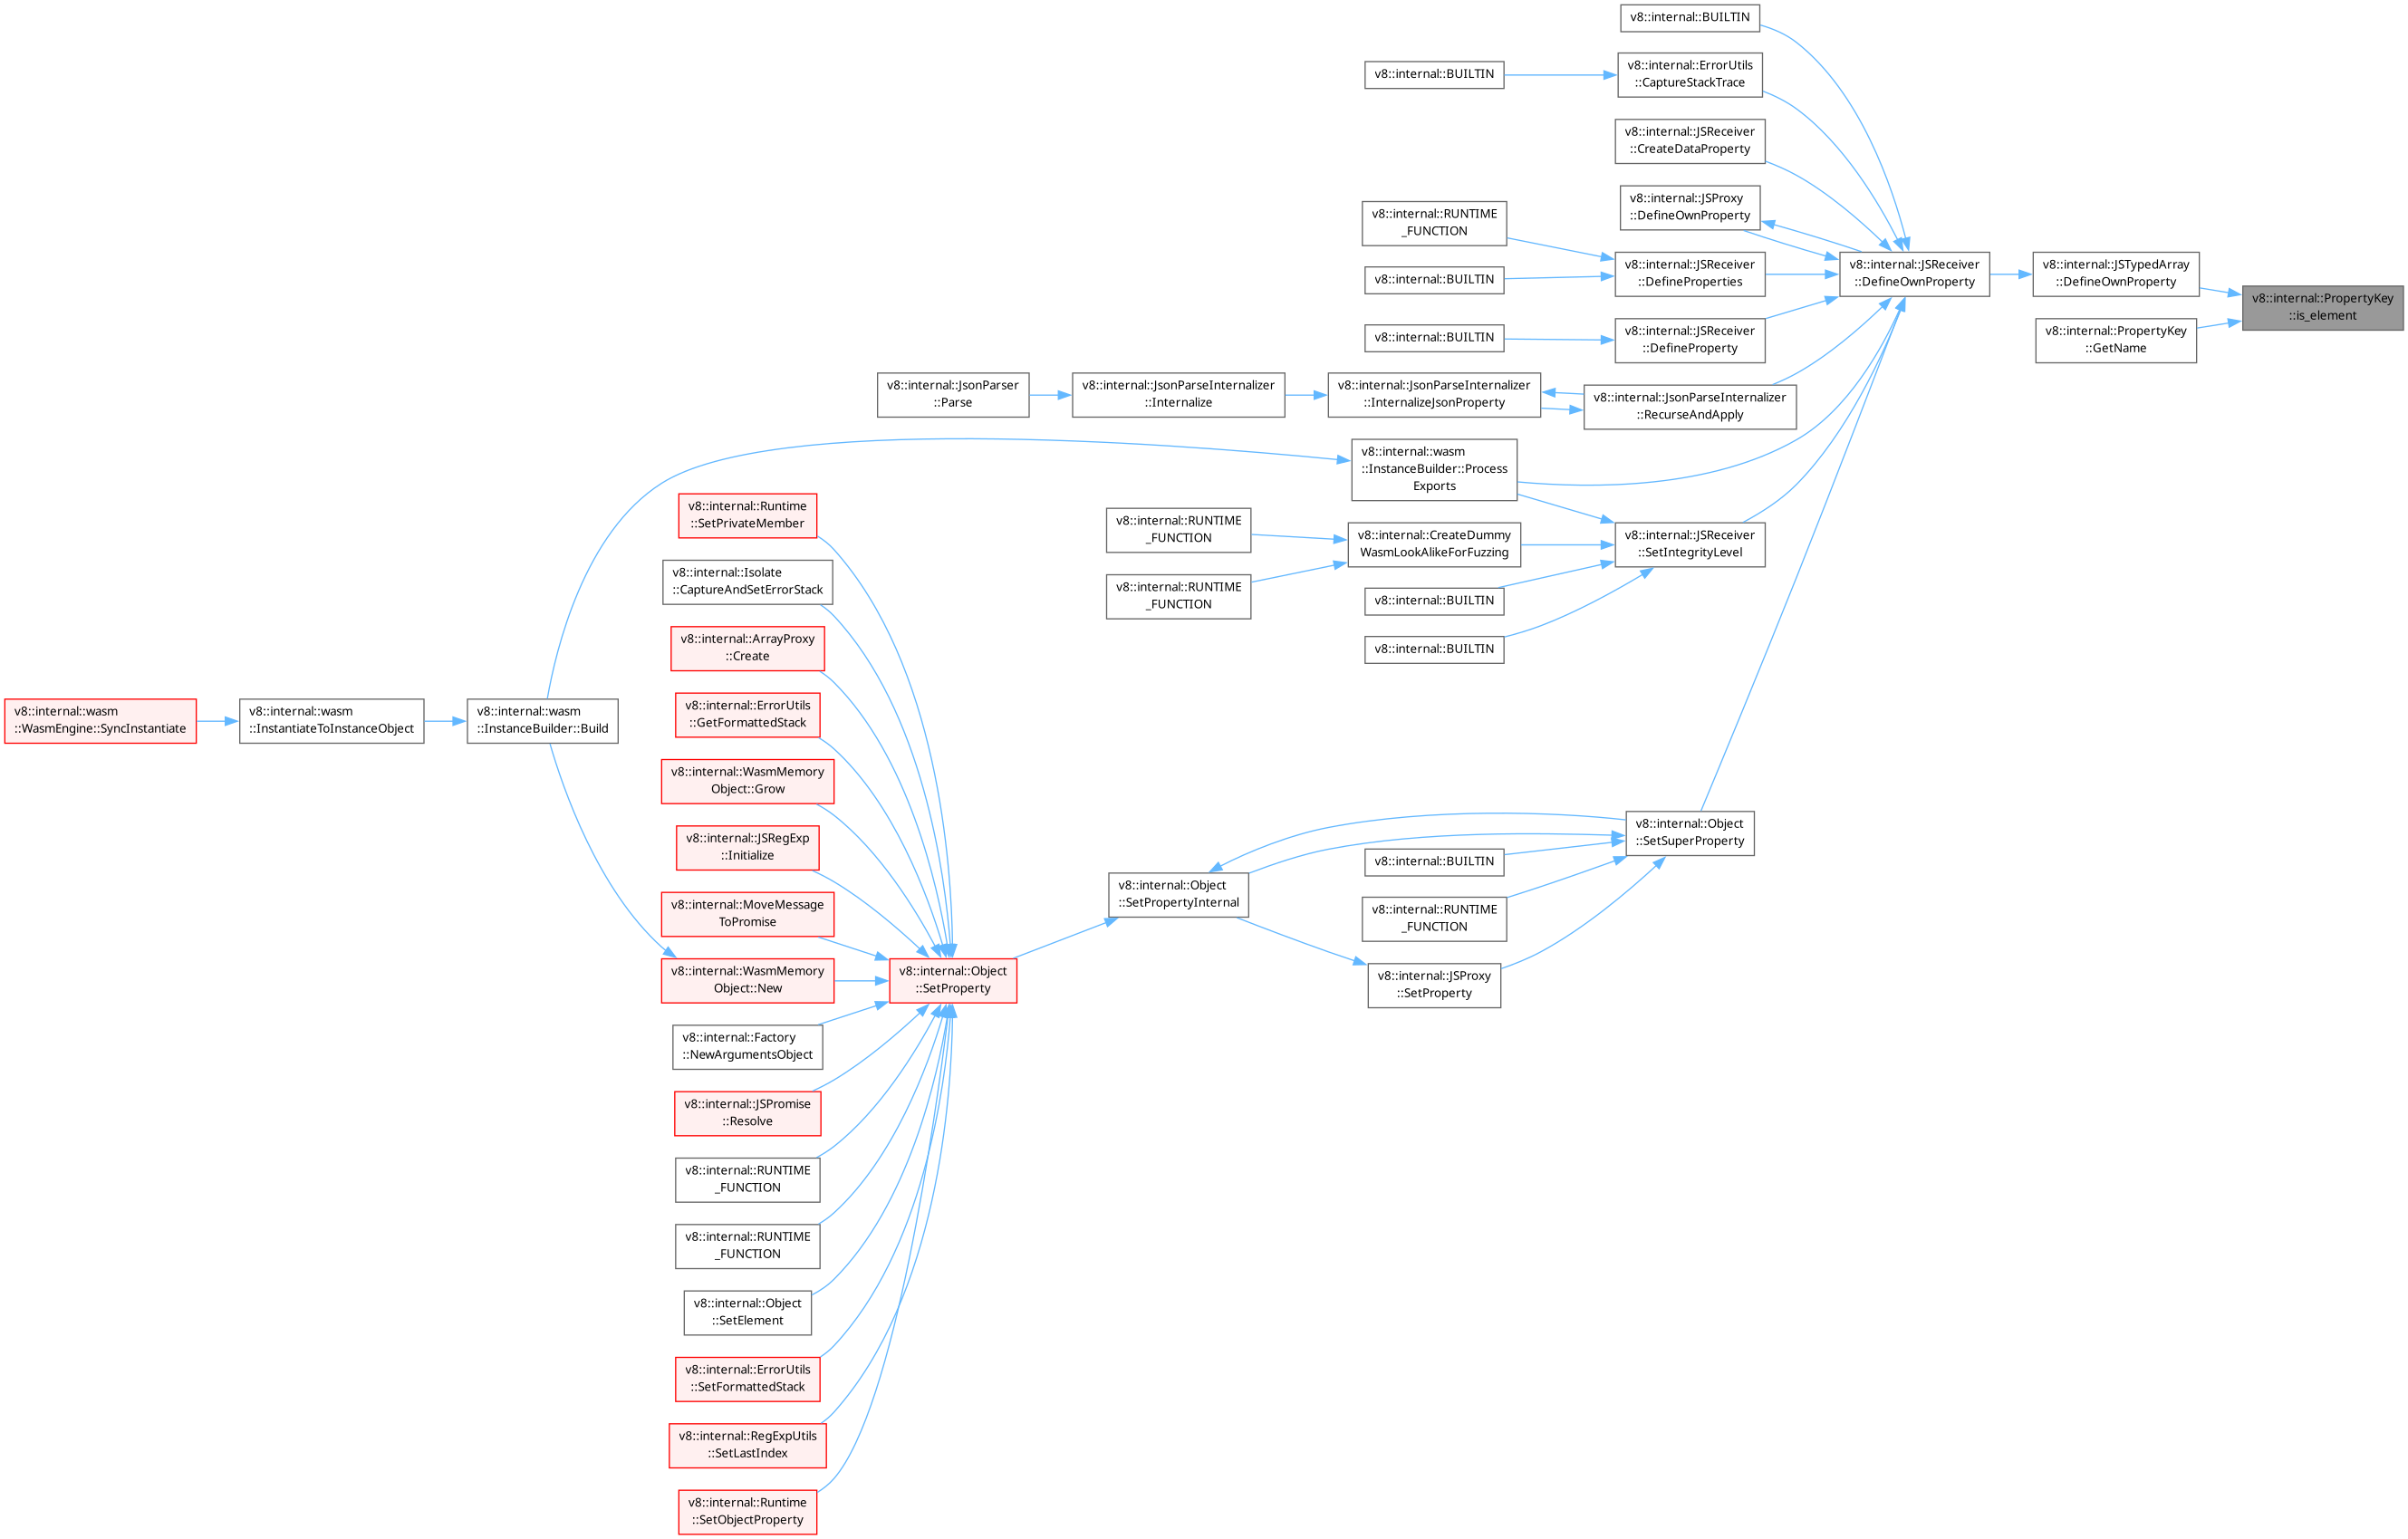 v8::internal::BUILTIN
v8::internal::ErrorUtils
::CaptureStackTrace
v8::internal::BUILTIN
v8::internal::JSReceiver
::CreateDataProperty
v8::internal::JSProxy
::DefineOwnProperty
v8::internal::RUNTIME
_FUNCTION
v8::internal::JSReceiver
::DefineProperties
v8::internal::BUILTIN
v8::internal::JSReceiver
::DefineOwnProperty
v8::internal::JSTypedArray
::DefineOwnProperty
v8::internal::PropertyKey
::is_element
v8::internal::PropertyKey
::GetName
v8::internal::JSReceiver
::DefineProperty
v8::internal::BUILTIN
v8::internal::JsonParser
::Parse
v8::internal::JsonParseInternalizer
::Internalize
v8::internal::JsonParseInternalizer
::InternalizeJsonProperty
v8::internal::JsonParseInternalizer
::RecurseAndApply
v8::internal::wasm
::InstanceBuilder::Process
Exports
v8::internal::Runtime
::SetPrivateMember
v8::internal::RUNTIME
_FUNCTION
v8::internal::CreateDummy
WasmLookAlikeForFuzzing
v8::internal::JSReceiver
::SetIntegrityLevel
v8::internal::Isolate
::CaptureAndSetErrorStack
v8::internal::RUNTIME
_FUNCTION
v8::internal::BUILTIN
v8::internal::ArrayProxy
::Create
v8::internal::BUILTIN
v8::internal::wasm
::WasmEngine::SyncInstantiate
v8::internal::wasm
::InstantiateToInstanceObject
v8::internal::wasm
::InstanceBuilder::Build
v8::internal::ErrorUtils
::GetFormattedStack
v8::internal::WasmMemory
Object::Grow
v8::internal::JSRegExp
::Initialize
v8::internal::Object
::SetSuperProperty
v8::internal::BUILTIN
v8::internal::MoveMessage
ToPromise
v8::internal::Object
::SetPropertyInternal
v8::internal::RUNTIME
_FUNCTION
v8::internal::WasmMemory
Object::New
v8::internal::Object
::SetProperty
v8::internal::JSProxy
::SetProperty
v8::internal::Factory
::NewArgumentsObject
v8::internal::JSPromise
::Resolve
v8::internal::RUNTIME
_FUNCTION
v8::internal::RUNTIME
_FUNCTION
v8::internal::Object
::SetElement
v8::internal::ErrorUtils
::SetFormattedStack
v8::internal::RegExpUtils
::SetLastIndex
v8::internal::Runtime
::SetObjectProperty